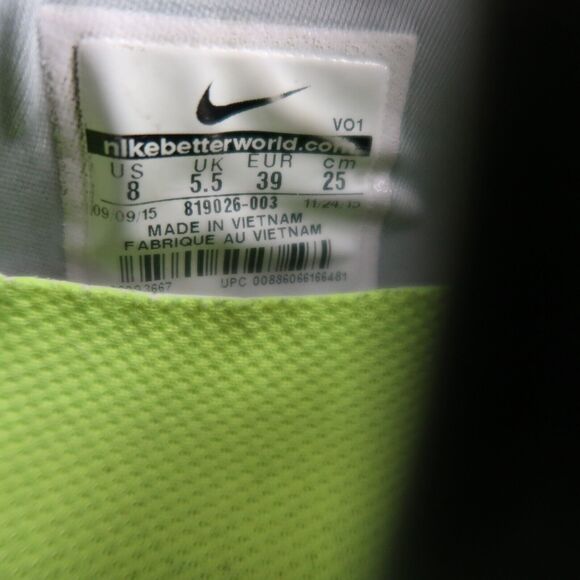 VO1
nikebetterworld.com
US UK EUR cm
8 5.5 39 25
09/09/15 819026-003 11/24/15
MADE IN VIETNAM
FABRIQUE AU VIETNAM
UPC 00886066166481